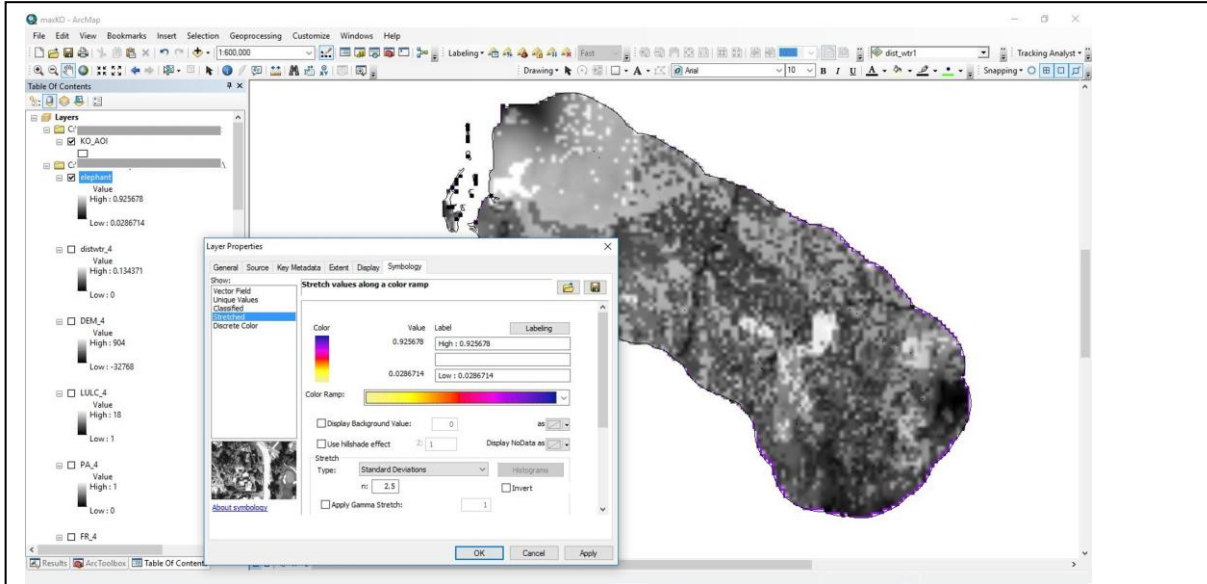 maxKO - ArcMap
File Edit View Bookmarks Insert Selection Geoprocessing Customize Windows Help
1:600,000 Labeling Fast dist_wtr1 Tracking Analyst
Drawing A Arial 10 B I U A Snapping
Table Of Contents
Layers
C:
KO_AOI
C: \
elephant
Value
High : 0.925678
Low : 0.0286714
distwtr_4
Value
High : 0.134371
Low : 0
DEM_4
Value
High : 904
Low : -32768
LULC_4
Value
High : 18
Low : 1
PA_4
Value
High : 1
Low : 0
FR_4
Results ArcToolbox Table Of Contents
Layer Properties
General Source Key Metadata Extent Display Symbology
Show:
Vector Field
Unique Values
Classified
Stretched
Discrete Color
About symbology
Stretch values along a color ramp
Color Value Label Labeling
0.925678 High : 0.925678
0.0286714 Low : 0.0286714
Color Ramp:
Display Background Value: 0 as
Use hillshade effect Z: 1 Display NoData as
Stretch
Type: Standard Deviations Histograms
n: 2.5 Invert
Apply Gamma Stretch: 1
OK Cancel Apply